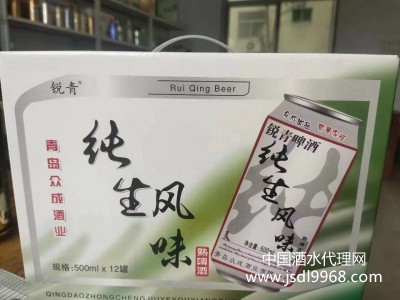 锐青®
Rui Qing Beer
青岛众成酒业
纯生风味
熟啤酒
规格:500ml x 12罐
锐青啤酒
纯生风味
中国酒水代理网
www.jsdl9968.com